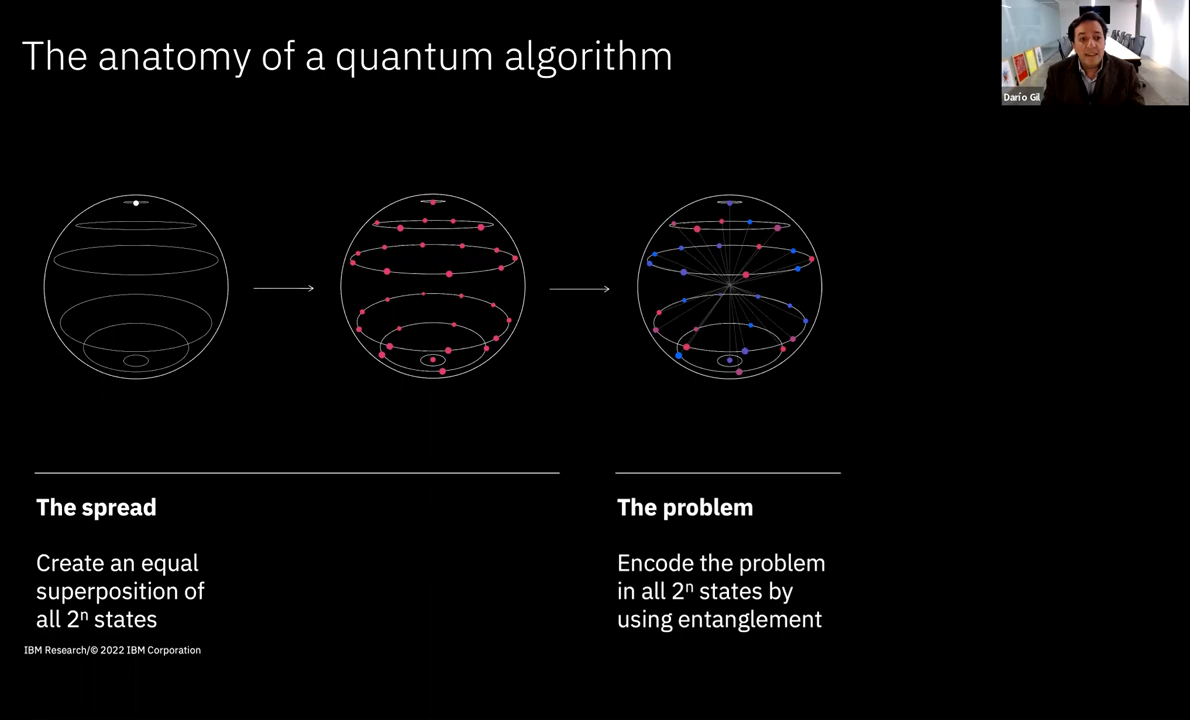 The anatomy of a quantum algorithm
Darío Gil
The spread
Create an equal
superposition of
all 2ⁿ states
The problem
Encode the problem
in all 2ⁿ states by
using entanglement
IBM Research/© 2022 IBM Corporation